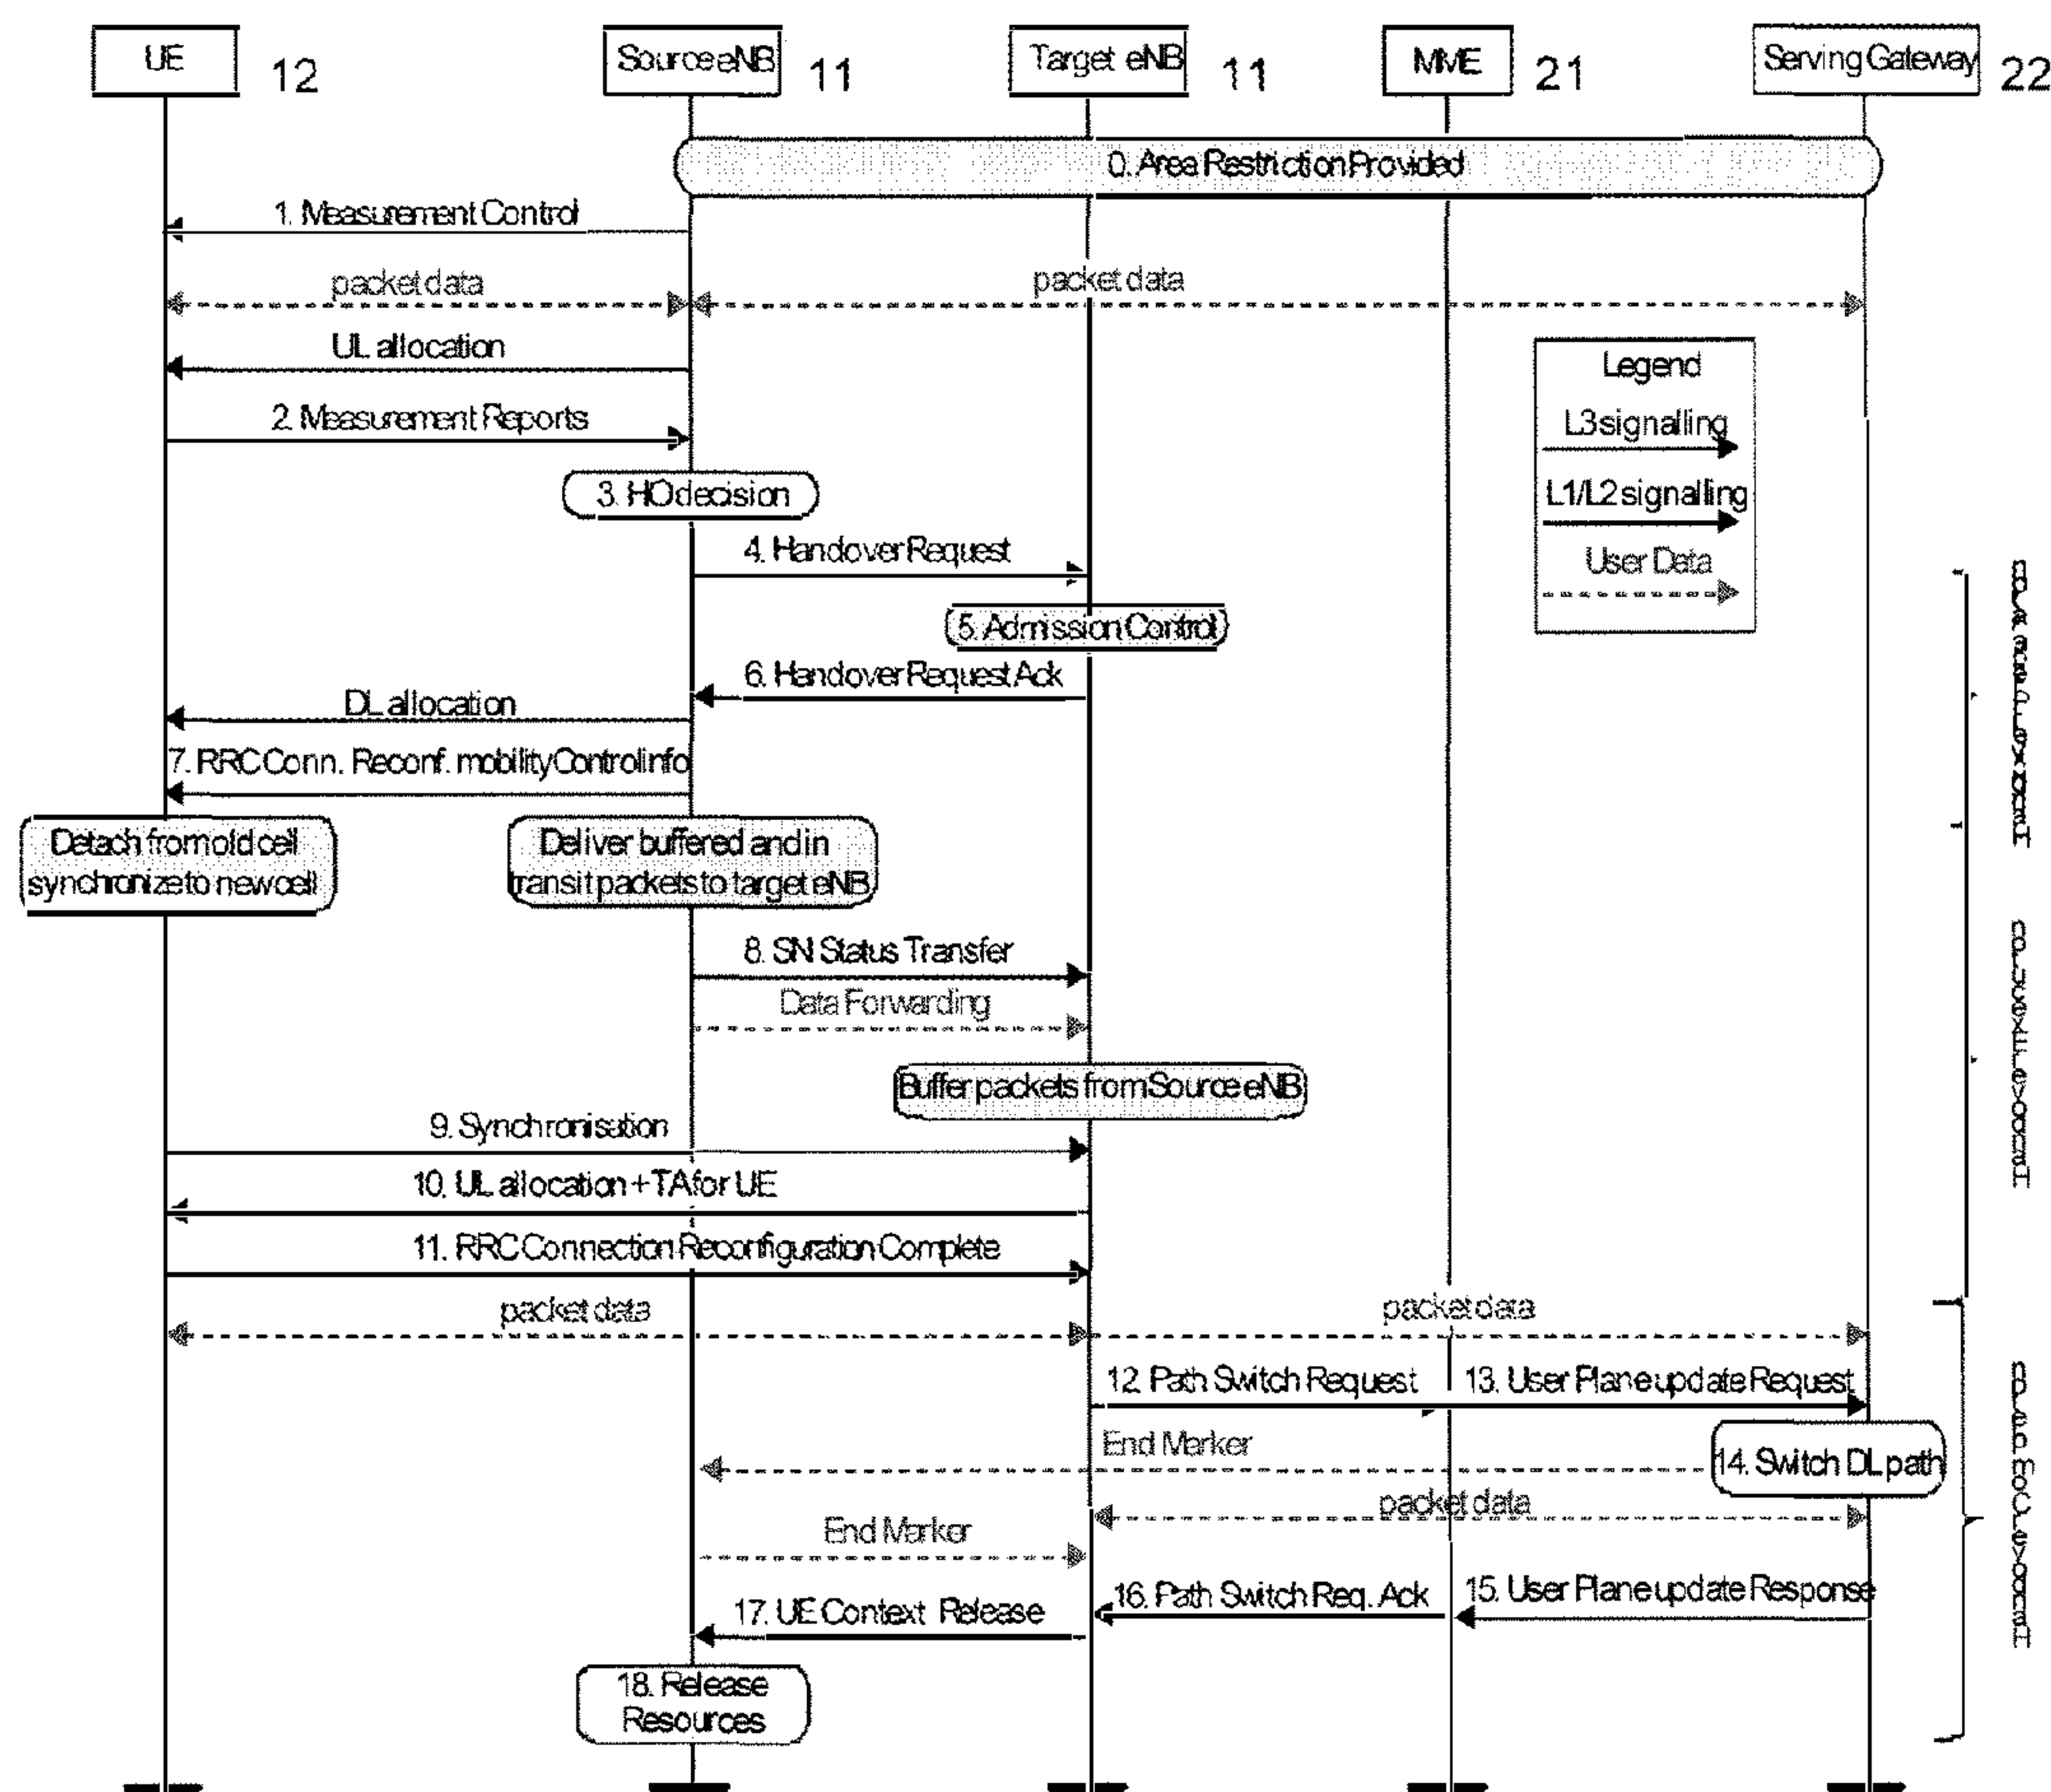 UE 12
Source eNB 11
Target eNB 11
MME 21
Serving Gateway 22
0. Area Restriction Provided
1. Measurement Control
packet data
packet data
UL allocation
Legend
L3 signalling
L1/L2 signalling
User Data
2. Measurement Reports
3. HO decision
4. Handover Request
5. Admission Control
6. Handover Request Ack
DL allocation
7. RRC Conn. Reconf. mobilityControlinfo
Detach from old cell
synchronize to new cell
Deliver buffered and in
transit packets to target eNB
8. SN Status Transfer
Data Forwarding
Buffer packets from Source eNB
9. Synchronisation
10. UL allocation + TA for UE
11. RRC Connection Reconfiguration Complete
packet data
packet data
12. Path Switch Request
13. User Plane update Request
End Marker
14. Switch DL path
packet data
End Marker
15. User Plane update Response
16. Path Switch Req. Ack
17. UE Context Release
18. Release
Resources